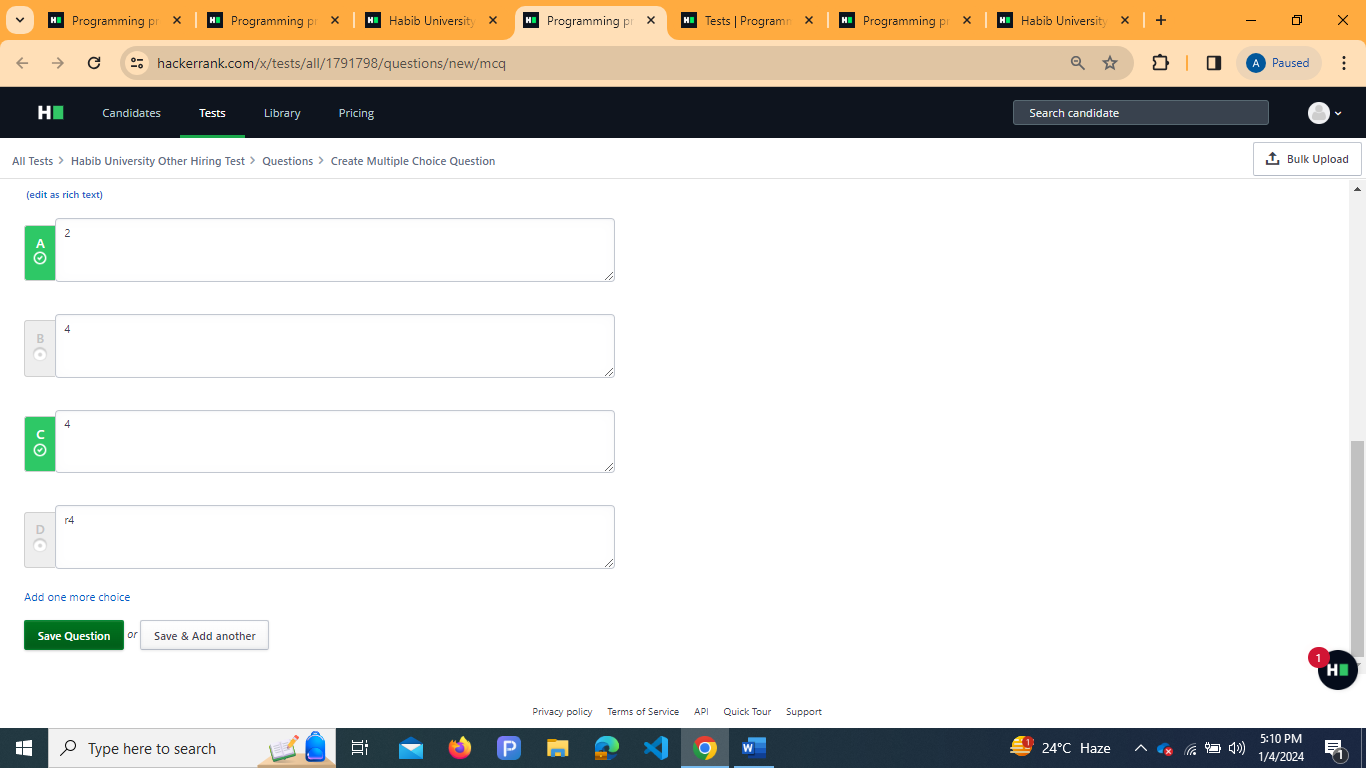 Programming pr
Programming pr
Habib University
Programming pr
Tests | Programm
Programming pr
Habib University
hackerrank.com/x/tests/all/1791798/questions/new/mcq
A
Paused
H
Candidates
Tests
Library
Pricing
Search candidate
All Tests
Habib University Other Hiring Test
Questions
Create Multiple Choice Question
Bulk Upload
(edit as rich text)
A
2
B
4
C
4
D
r4
Add one more choice
Save Question
or
Save & Add another
1
H
Privacy policy
Terms of Service
API
Quick Tour
Support
Type here to search
1
24°C Haze
5:10 PM
1/4/2024
1